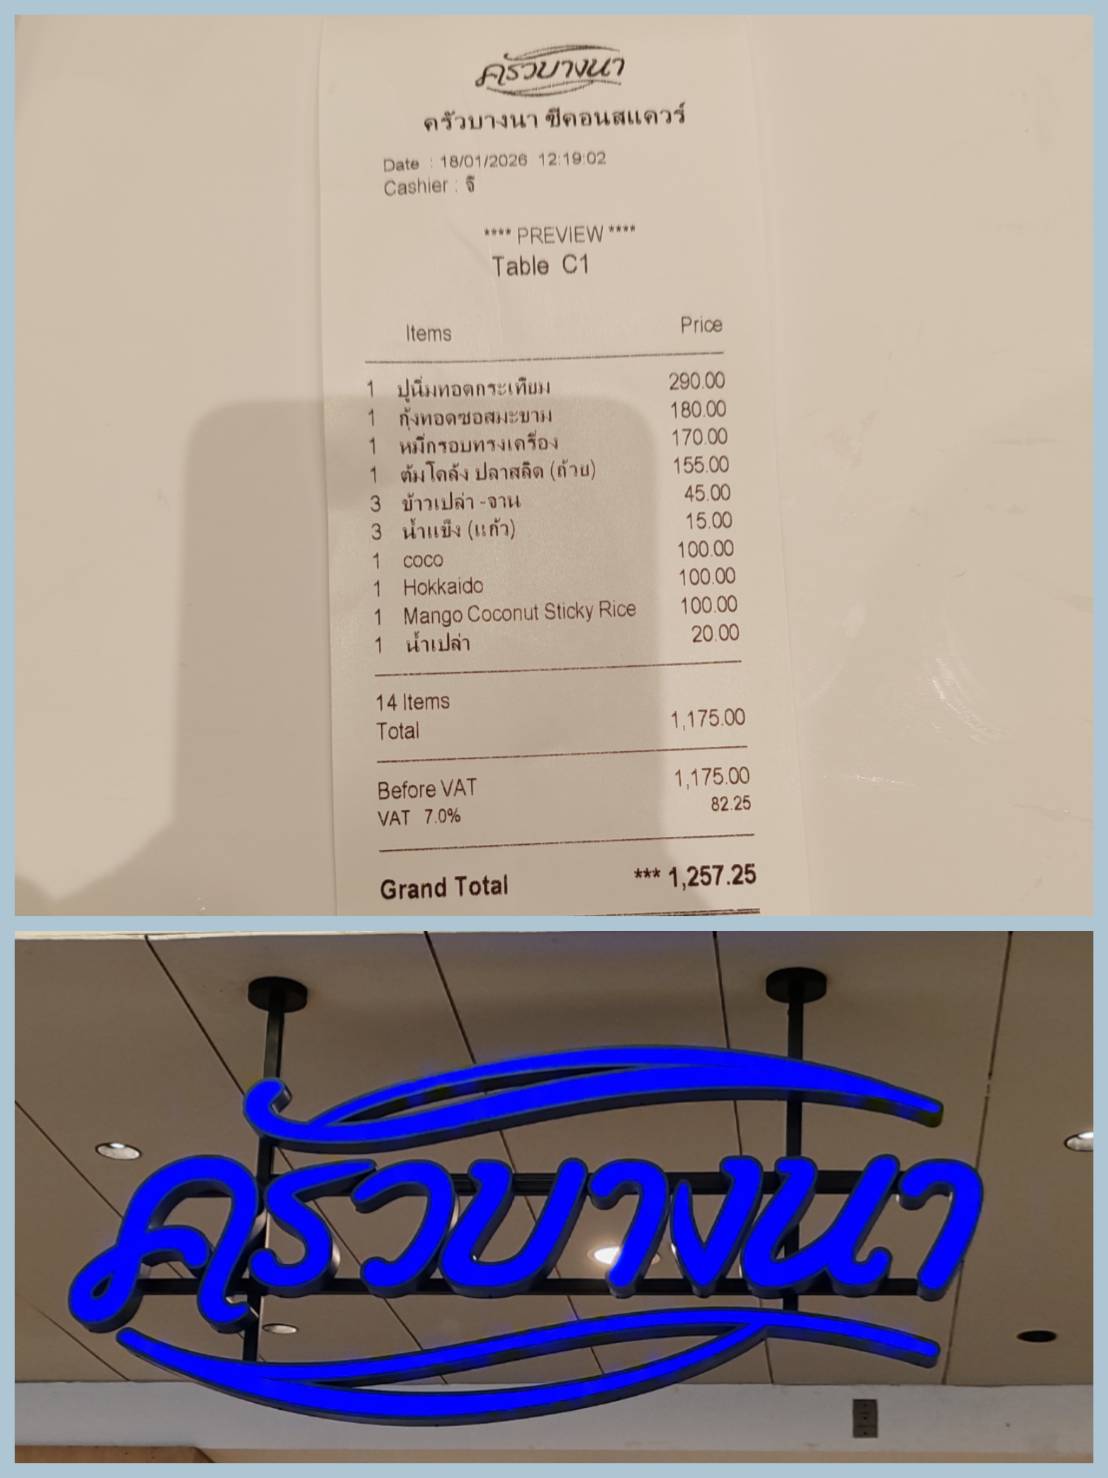 ครัวบางนา
ครัวบางนา ซีคอนสแควร์
Date : 18/01/2026 12:19:02
Cashier : จิ
**** PREVIEW ****
Table C1
Items Price
1 ปูนิ่มทอดกระเทียม 290.00
1 กุ้งทอดซอสมะขาม 180.00
1 หมี่กรอบทรงเครื่อง 170.00
1 ต้มโคล้ง ปลาสลิด (ถ้วย) 155.00
3 ข้าวเปล่า -จาน 45.00
3 น้ำแข็ง (แก้ว) 15.00
1 coco 100.00
1 Hokkaido 100.00
1 Mango Coconut Sticky Rice 100.00
1 น้ำเปล่า 20.00
14 Items
Total 1,175.00
Before VAT 1,175.00
VAT 7.0% 82.25
Grand Total *** 1,257.25
ครัวบางนา